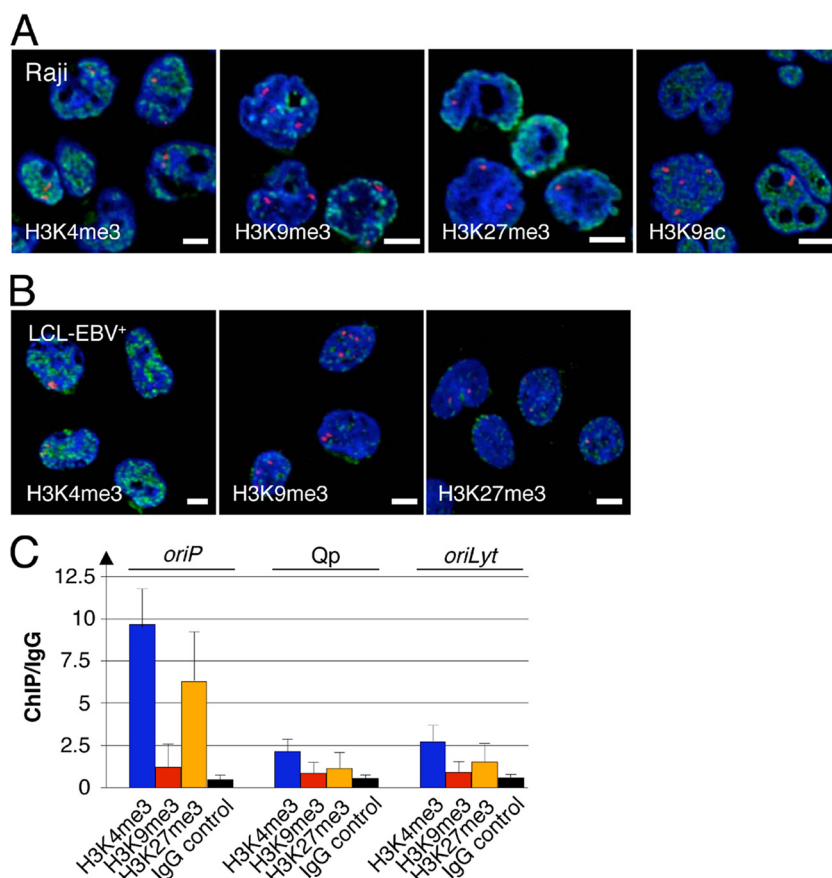 A
Raji
H3K4me3
H3K9me3
H3K27me3
H3K9ac
B
LCL-EBV⁺
H3K4me3
H3K9me3
H3K27me3
C
oriP Qp oriLyt
ChIP/IgG
12.5
10
7.5
5
2.5
0
H3K4me3 H3K9me3 H3K27me3 IgG control H3K4me3 H3K9me3 H3K27me3 IgG control H3K4me3 H3K9me3 H3K27me3 IgG control